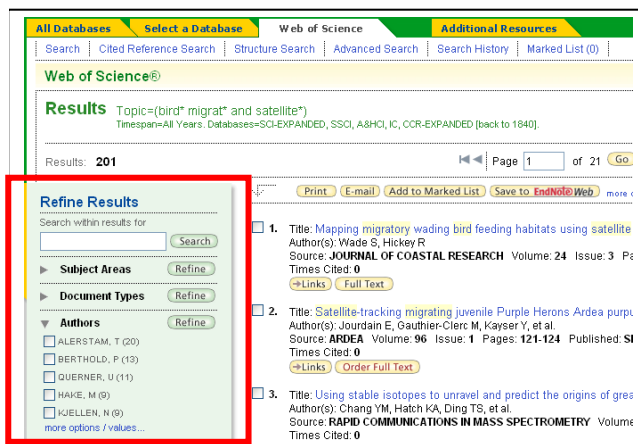 All Databases Select a Database Web of Science Additional Resources
Search Cited Reference Search Structure Search Advanced Search Search History Marked List (0)
Web of Science®
Results Topic=(bird* migrat* and satellite*)
Timespan=All Years. Databases=SCI-EXPANDED, SSCI, A&HCI, IC, CCR-EXPANDED [back to 1840].
Results: 201
Page 1 of 21 Go
Print E-mail Add to Marked List Save to EndNote Web more
Refine Results
Search within results for
Search
Subject Areas Refine
Document Types Refine
Authors Refine
ALERSTAM, T (20)
BERTHOLD, P (13)
QUERNER, U (11)
HAKE, M (9)
KJELLEN, N (9)
more options / values...
1. Title: Mapping migratory wading bird feeding habitats using satellite
Author(s): Wade S, Hickey R
Source: JOURNAL OF COASTAL RESEARCH Volume: 24 Issue: 3 Pa
Times Cited: 0
Links Full Text
2. Title: Satellite-tracking migrating juvenile Purple Herons Ardea purpu
Author(s): Jourdain E, Gauthier-Clerc M, Kayser Y, et al.
Source: ARDEA Volume: 96 Issue: 1 Pages: 121-124 Published: S
Times Cited: 0
Links Order Full Text
3. Title: Using stable isotopes to unravel and predict the origins of grea
Author(s): Chang YM, Hatch KA, Ding TS, et al.
Source: RAPID COMMUNICATIONS IN MASS SPECTROMETRY Volume
Times Cited: 0